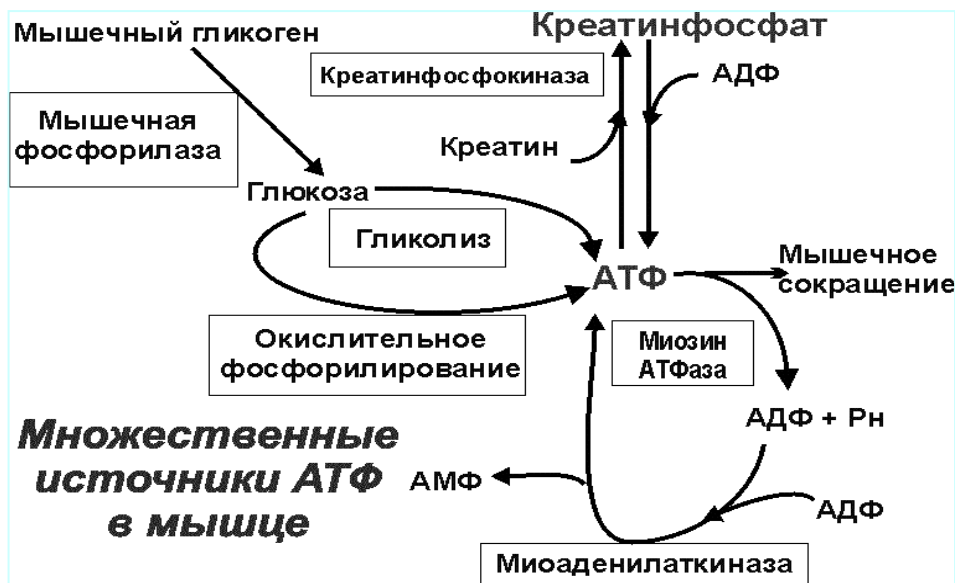 Креатинфосфат
Мышечный гликоген
Креатинфосфокиназа
АДФ
Мышечная
фосфорилаза
Креатин
Глюкоза
Гликолиз
АТФ
Мышечное
сокращение
Окислительное
фосфорилирование
Миозин
АТФаза
АДФ + Рн
Множественные
источники АТФ
в мышце
АМФ
АДФ
Миоаденилаткиназа